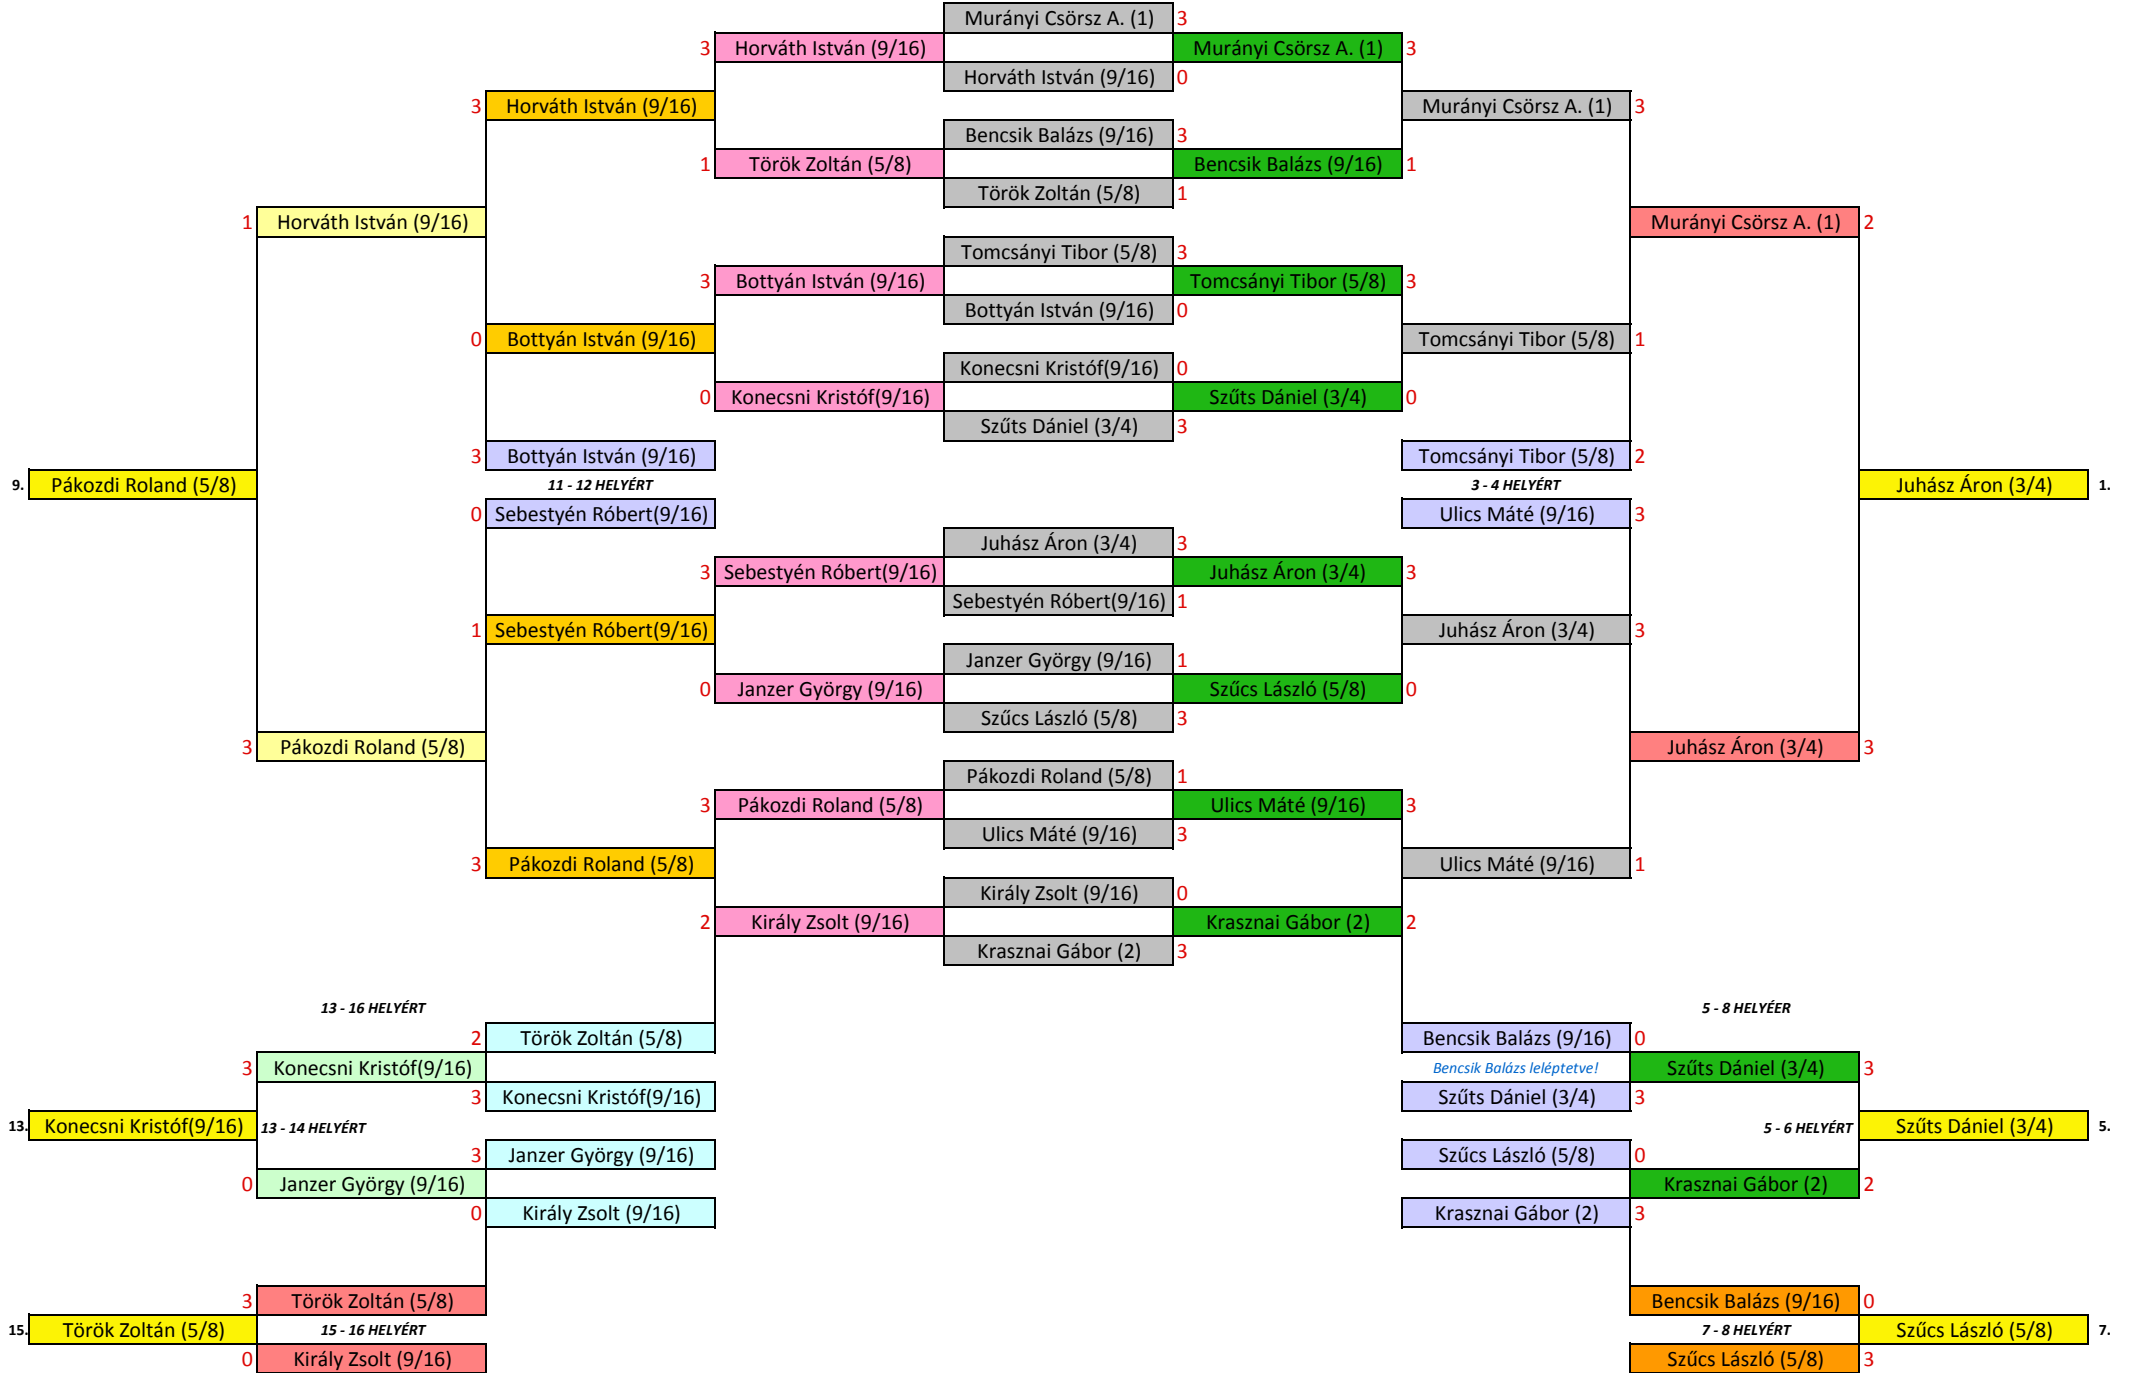 Murányi Csörsz A. (1) 3
3 Horváth István (9/16) Murányi Csörsz A. (1) 3
Horváth István (9/16) 0
3 Horváth István (9/16) Murányi Csörsz A. (1) 3
Bencsik Balázs (9/16) 3
1 Török Zoltán (5/8) Bencsik Balázs (9/16) 1
Török Zoltán (5/8) 1
1 Horváth István (9/16) Murányi Csörsz A. (1) 2
Tomcsányi Tibor (5/8) 3
3 Bottyán István (9/16) Tomcsányi Tibor (5/8) 3
Bottyán István (9/16) 0
0 Bottyán István (9/16) Tomcsányi Tibor (5/8) 1
Konecsni Kristóf(9/16) 0
0 Konecsni Kristóf(9/16) Szűts Dániel (3/4) 0
Szűts Dániel (3/4) 3
3 Bottyán István (9/16) Tomcsányi Tibor (5/8) 2
9. Pákozdi Roland (5/8) 11 - 12 HELYÉRT 3 - 4 HELYÉRT Juhász Áron (3/4) 1.
0 Sebestyén Róbert(9/16) Ulics Máté (9/16) 3
Juhász Áron (3/4) 3
3 Sebestyén Róbert(9/16) Juhász Áron (3/4) 3
Sebestyén Róbert(9/16) 1
1 Sebestyén Róbert(9/16) Juhász Áron (3/4) 3
Janzer György (9/16) 1
0 Janzer György (9/16) Szűcs László (5/8) 0
Szűcs László (5/8) 3
3 Pákozdi Roland (5/8) Juhász Áron (3/4) 3
Pákozdi Roland (5/8) 1
3 Pákozdi Roland (5/8) Ulics Máté (9/16) 3
Ulics Máté (9/16) 3
3 Pákozdi Roland (5/8) Ulics Máté (9/16) 1
Király Zsolt (9/16) 0
2 Király Zsolt (9/16) Krasznai Gábor (2) 2
Krasznai Gábor (2) 3
13 - 16 HELYÉRT 5 - 8 HELYÉER
2 Török Zoltán (5/8) Bencsik Balázs (9/16) 0
3 Konecsni Kristóf(9/16) Bencsik Balázs leléptetve! Szűts Dániel (3/4) 3
3 Konecsni Kristóf(9/16) Szűts Dániel (3/4) 3
13. Konecsni Kristóf(9/16) 13 - 14 HELYÉRT 5 - 6 HELYÉRT Szűts Dániel (3/4) 5.
3 Janzer György (9/16) Szűcs László (5/8) 0
0 Janzer György (9/16) Krasznai Gábor (2) 2
0 Király Zsolt (9/16) Krasznai Gábor (2) 3
3 Török Zoltán (5/8) Bencsik Balázs (9/16) 0
15. Török Zoltán (5/8) 15 - 16 HELYÉRT 7 - 8 HELYÉRT Szűcs László (5/8) 7.
0 Király Zsolt (9/16) Szűcs László (5/8) 3